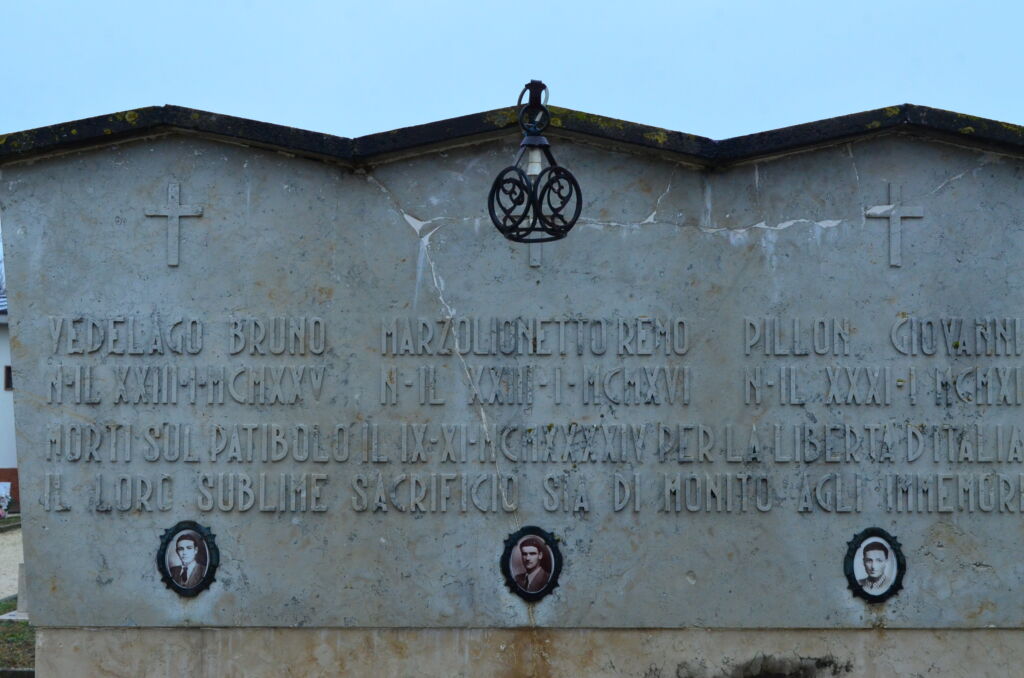 VEDELAGO BRUNO MARZOLIGNETTO REMO PILLON GIOVANNI
N·IL XXIII·I·MCMXXV N·IL XXIII·I·MCMXVI N·IL XXXI·I MCMXI
MORTI SUL PATIBOLO IL IX·XI·MCMXXXXIV PER LA LIBERTÀ D'ITALIA
IL LORO SUBLIME SACRIFICIO SIA DI MONITO AGLI IMMEMORI